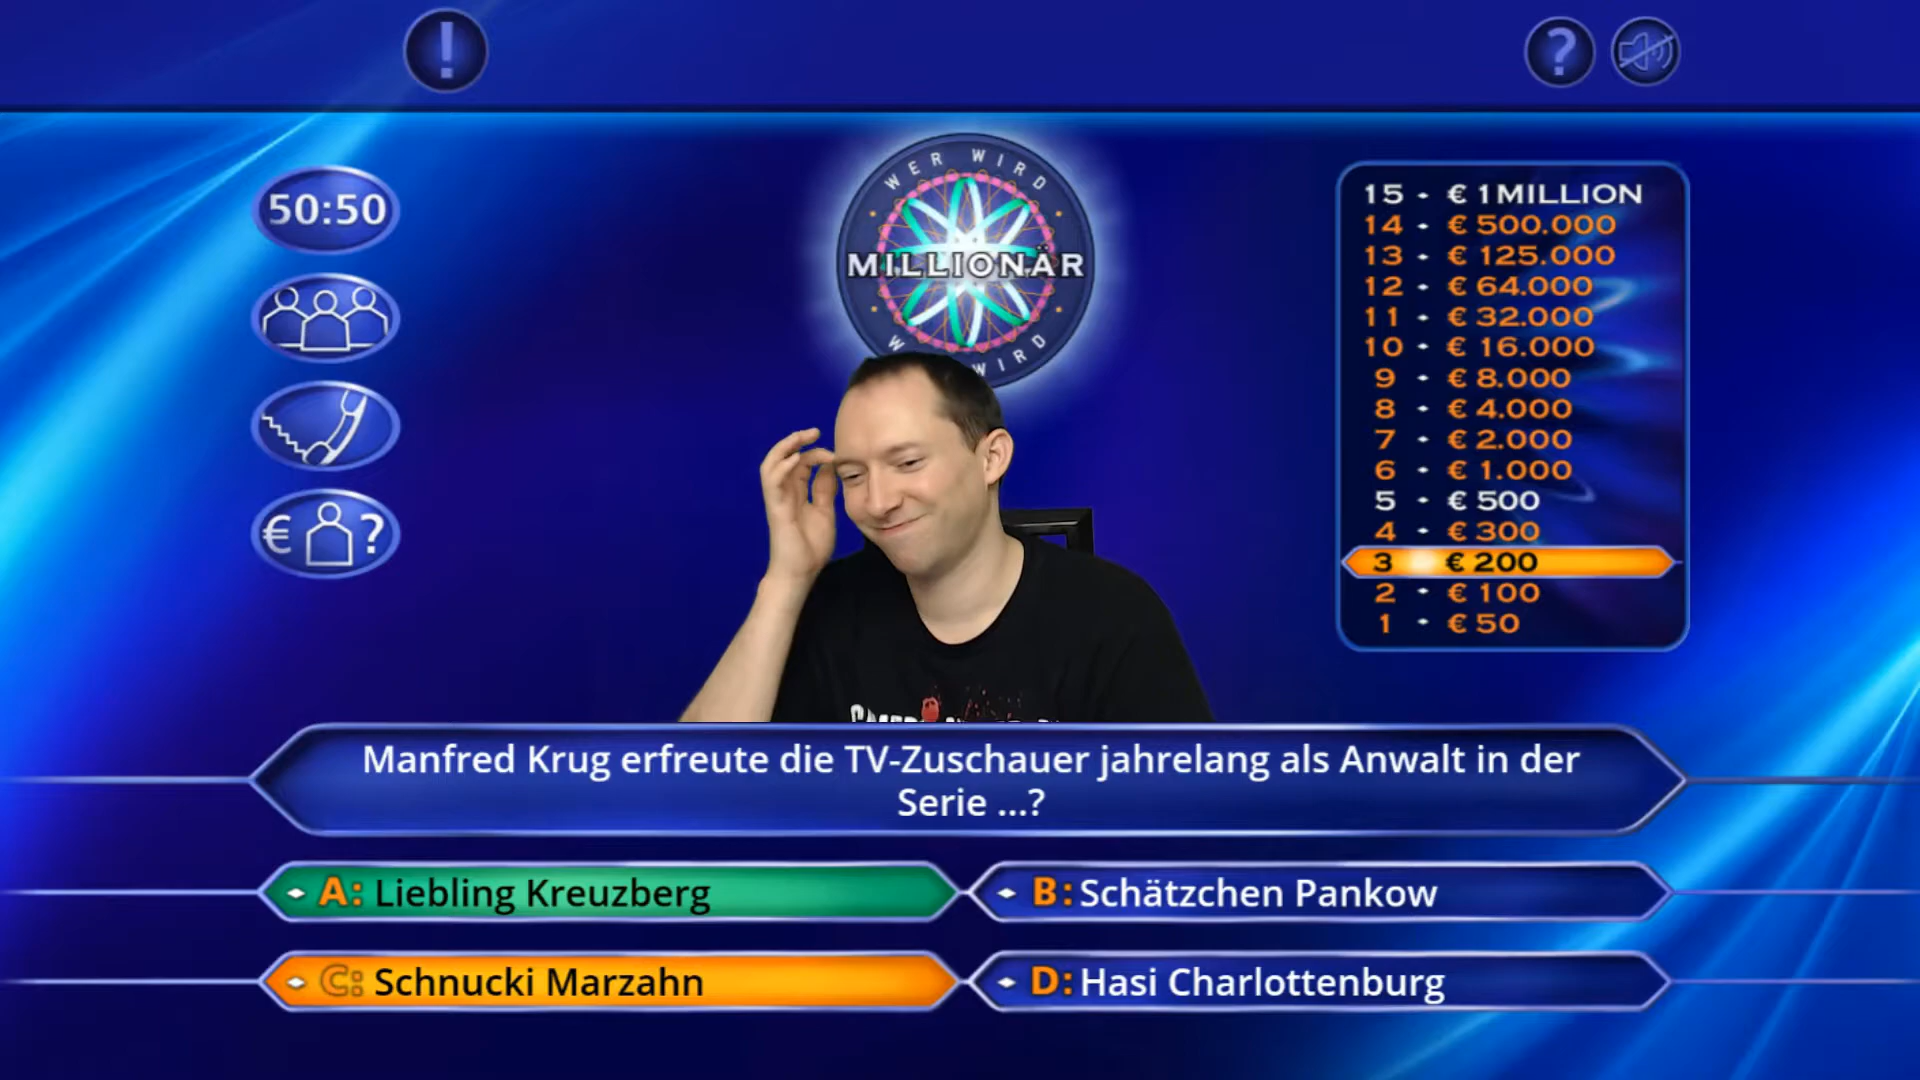 50:50
WER WIRD
MILLIONÄR
WER WIRD
€ ?
15 · € 1 MILLION
14 · € 500.000
13 · € 125.000
12 · € 64.000
11 · € 32.000
10 · € 16.000
9 · € 8.000
8 · € 4.000
7 · € 2.000
6 · € 1.000
5 · € 500
4 · € 300
3 € 200
2 · € 100
1 · € 50
Manfred Krug erfreute die TV-Zuschauer jahrelang als Anwalt in der
Serie ...?
A: Liebling Kreuzberg
B: Schätzchen Pankow
C: Schnucki Marzahn
D: Hasi Charlottenburg